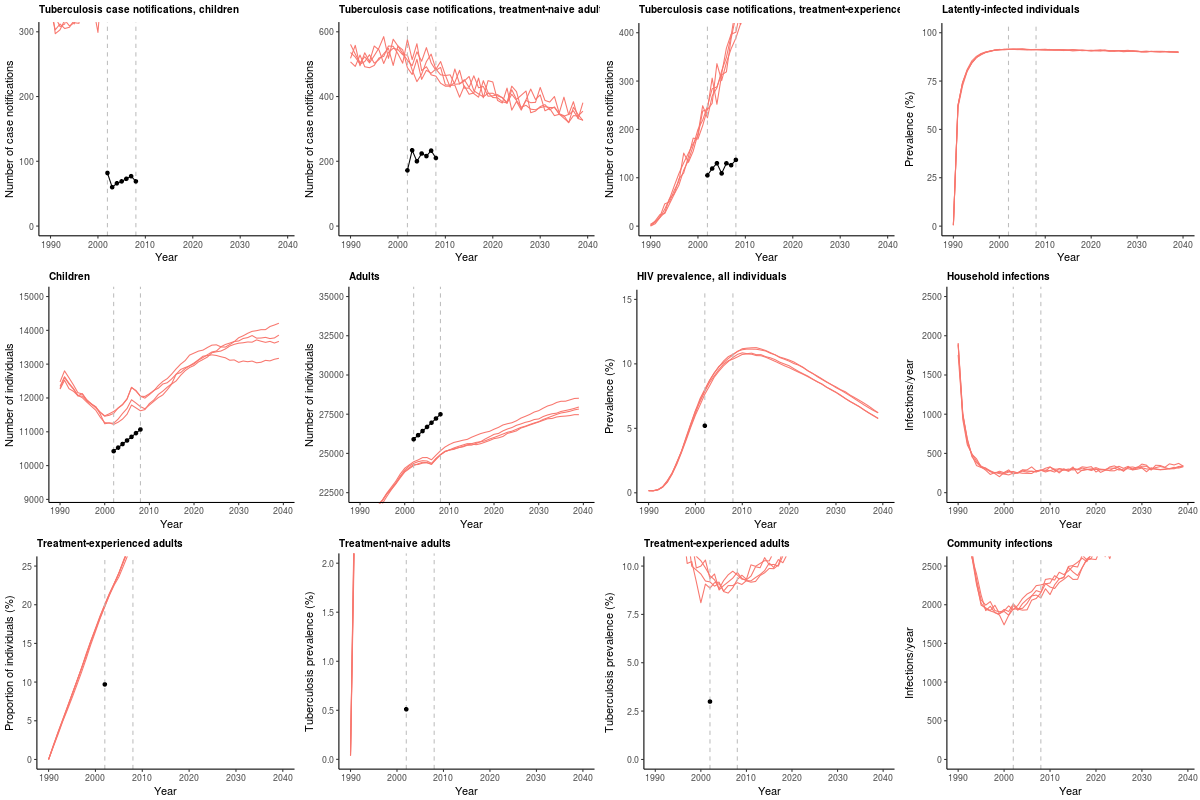 Tuberculosis case notifications, children
Number of case notifications
300
200
100
0
1990 2000 2010 2020 2030 2040
Year
Tuberculosis case notifications, treatment-naive adul
Number of case notifications
600
400
200
0
1990 2000 2010 2020 2030 2040
Year
Tuberculosis case notifications, treatment-experience
Number of case notifications
400
300
200
100
0
1990 2000 2010 2020 2030 2040
Year
Latently-infected individuals
Prevalence (%)
100
75
50
25
0
1990 2000 2010 2020 2030 2040
Year
Children
Number of individuals
15000
14000
13000
12000
11000
10000
9000
1990 2000 2010 2020 2030 2040
Year
Adults
Number of individuals
35000
32500
30000
27500
25000
22500
1990 2000 2010 2020 2030 2040
Year
HIV prevalence, all individuals
Prevalence (%)
15
10
5
0
1990 2000 2010 2020 2030 2040
Year
Household infections
Infections/year
2500
2000
1500
1000
500
0
1990 2000 2010 2020 2030 2040
Year
Treatment-experienced adults
Proportion of individuals (%)
25
20
15
10
5
0
1990 2000 2010 2020 2030 2040
Year
Treatment-naive adults
Tuberculosis prevalence (%)
2.0
1.5
1.0
0.5
0.0
1990 2000 2010 2020 2030 2040
Year
Treatment-experienced adults
Tuberculosis prevalence (%)
10.0
7.5
5.0
2.5
0.0
1990 2000 2010 2020 2030 2040
Year
Community infections
Infections/year
2500
2000
1500
1000
500
0
1990 2000 2010 2020 2030 2040
Year